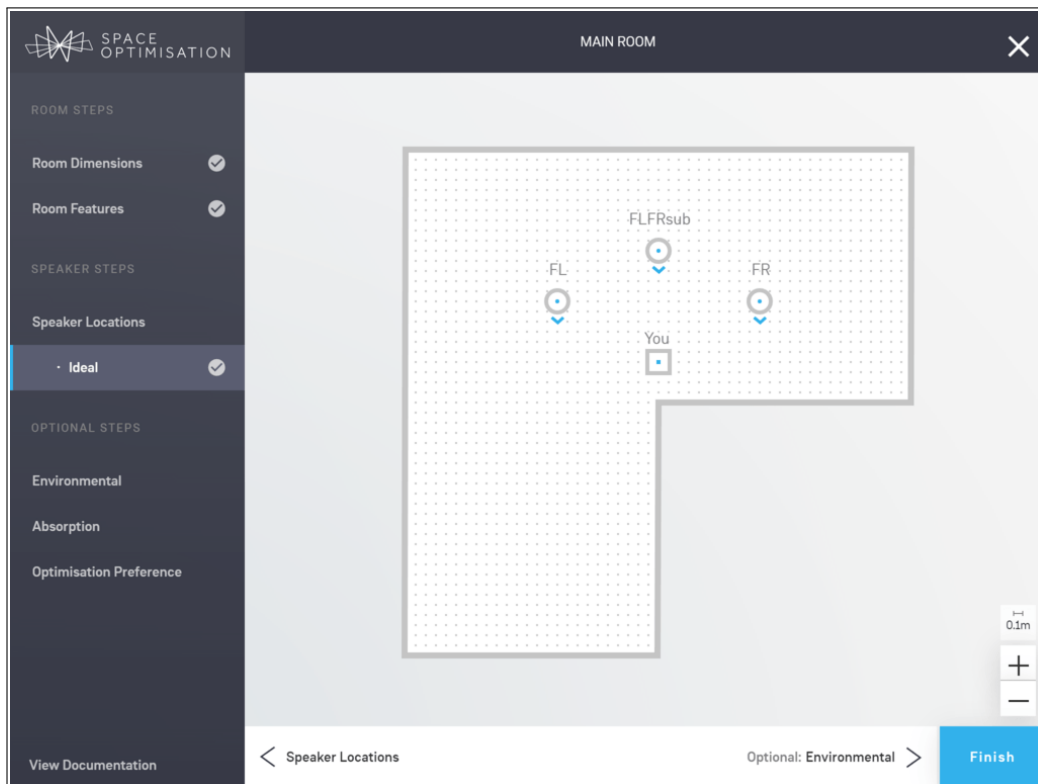 SPACE
OPTIMISATION
MAIN ROOM
ROOM STEPS
Room Dimensions
Room Features
SPEAKER STEPS
Speaker Locations
· Ideal
OPTIONAL STEPS
Environmental
Absorption
Optimisation Preference
View Documentation
FLFRsub
FL
FR
You
0.1m
Speaker Locations
Optional: Environmental
Finish